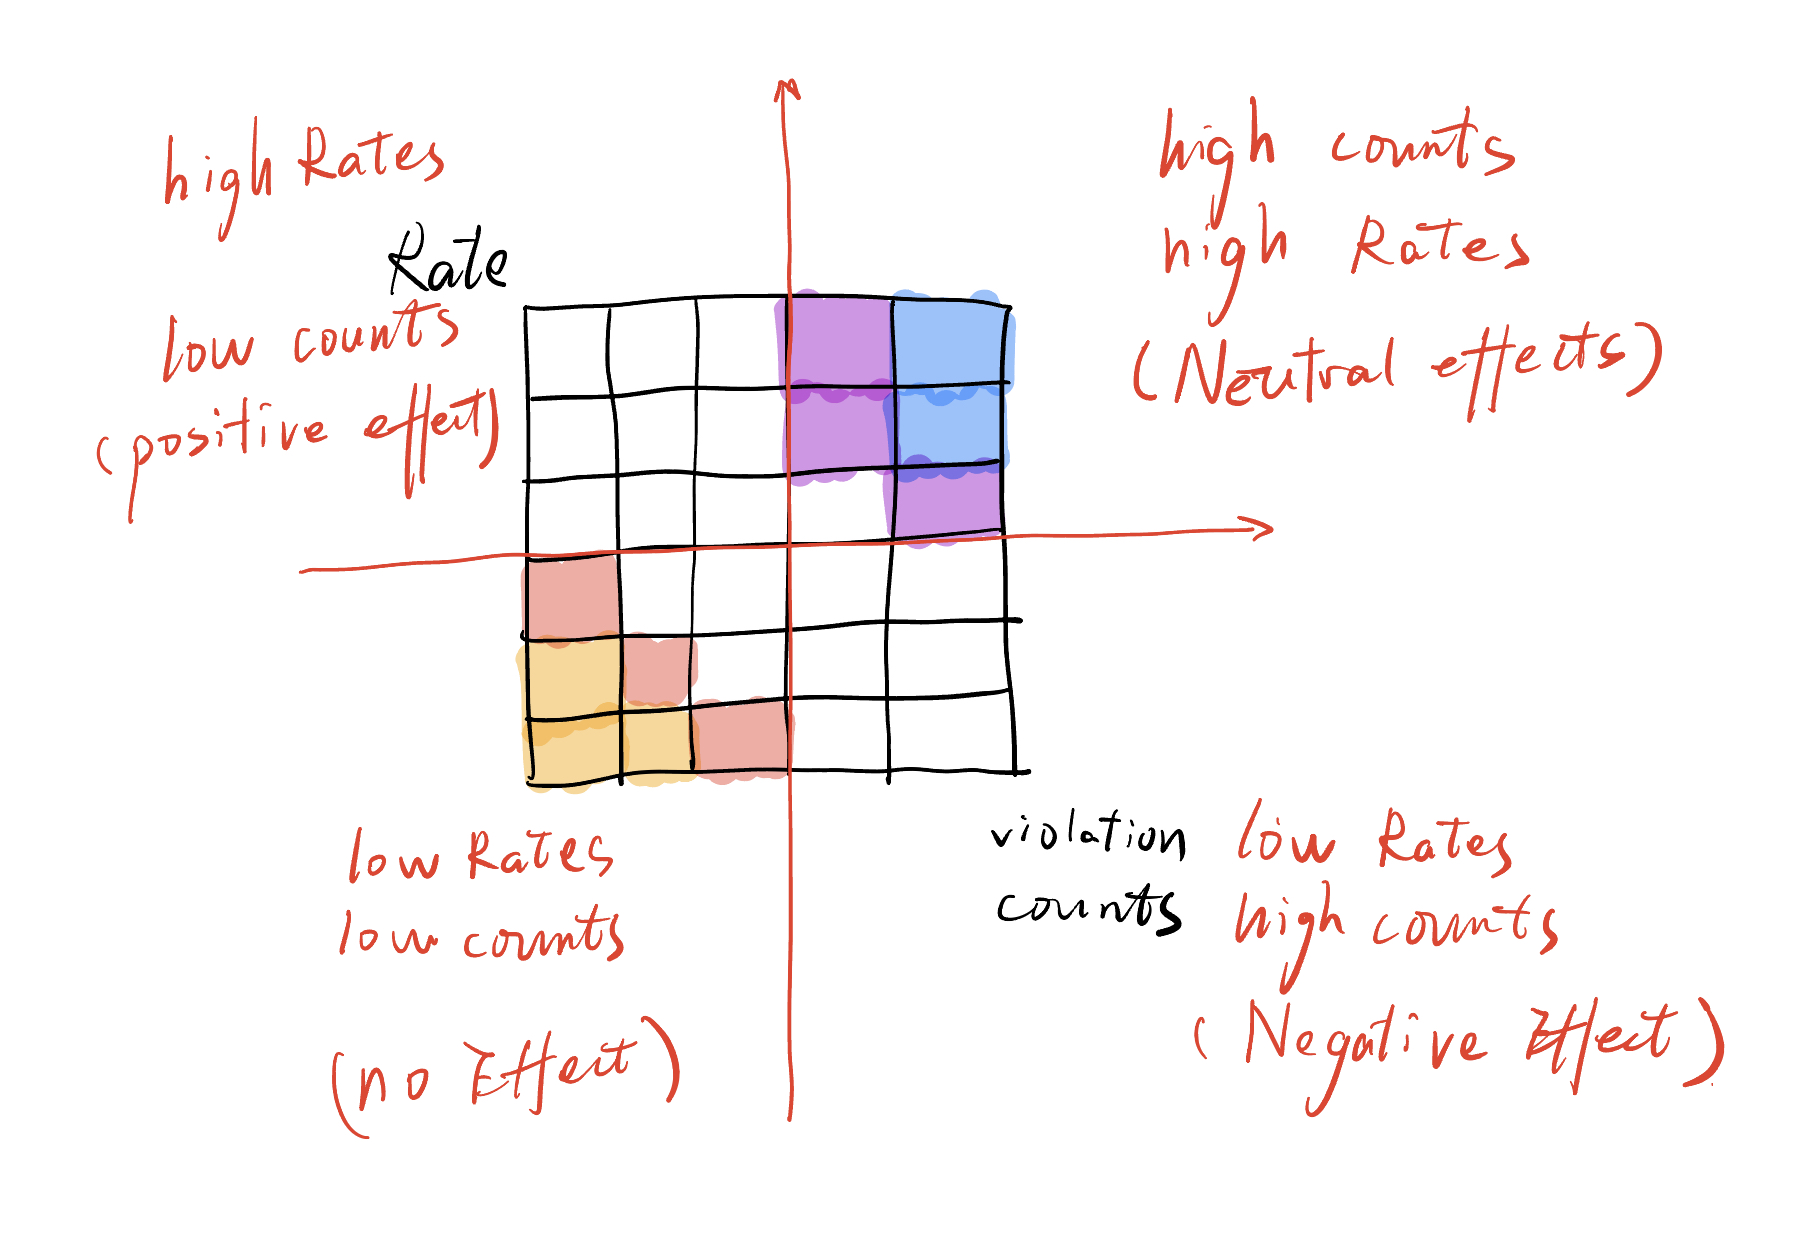 high Rates
Rate
low counts
(positive effect)
high counts
high Rates
(Neutral effects)
low Rates
low counts
(no Effect)
violation
counts
low Rates
high counts
(Negative Effect)